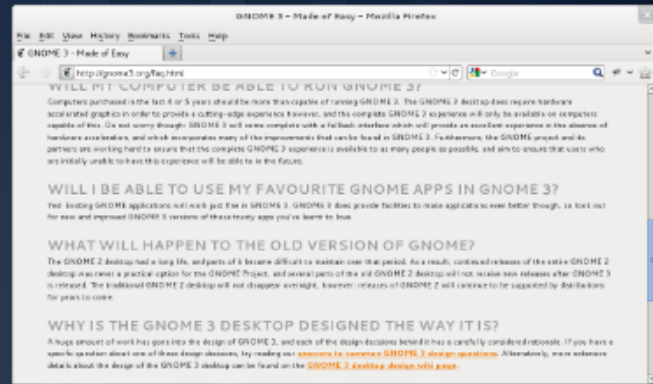 GNOME 3 - Made of Easy - Mozilla Firefox
File Edit View History Bookmarks Tools Help
GNOME 3 - Made of Easy
http://gnome3.org/faq.html
Google
WILL MY COMPUTER BE ABLE TO RUN GNOME 3?
Computers purchased in the last 4 or 5 years should be more than capable of running GNOME 3. The GNOME 3 desktop does require hardware
accelerated graphics in order to provide a cutting-edge experience however, and the complete GNOME 3 experience will only be available on computers
capable of this. Do not worry though: GNOME 3 will come complete with a fallback interface which will provide an excellent experience in the absence of
hardware acceleration, and which incorporates many of the improvements that can be found in GNOME 3. Furthermore, the GNOME project and its
partners are working hard to ensure that the complete GNOME 3 experience is available to as many people as possible, and aim to ensure that users who
are initially unable to have this experience will be able to in the future.
WILL I BE ABLE TO USE MY FAVOURITE GNOME APPS IN GNOME 3?
Yes! Existing GNOME applications will work just fine in GNOME 3. GNOME 3 does provide facilities to make applications even better though, so look out
for new and improved GNOME 3 versions of those trusty apps you've learnt to love.
WHAT WILL HAPPEN TO THE OLD VERSION OF GNOME?
The GNOME 2 desktop had a long life, and parts of it became difficult to maintain over that period. As a result, continued releases of the entire GNOME 2
desktop was never a practical option for the GNOME Project, and several parts of the old GNOME 2 desktop will not receive new releases after GNOME 3
is released. The traditional GNOME 2 desktop will not disappear overnight, however: releases of GNOME 2 will continue to be supported by distributions
for years to come.
WHY IS THE GNOME 3 DESKTOP DESIGNED THE WAY IT IS?
A huge amount of work has gone into the design of GNOME 3, and each of the design decisions behind it has a carefully considered rationale. If you have a
specific question about one of these design decisions, try reading our answers to common GNOME 3 design questions. Alternatively, more extensive
details about the design of the GNOME 3 desktop can be found on the GNOME 3 desktop design wiki page.